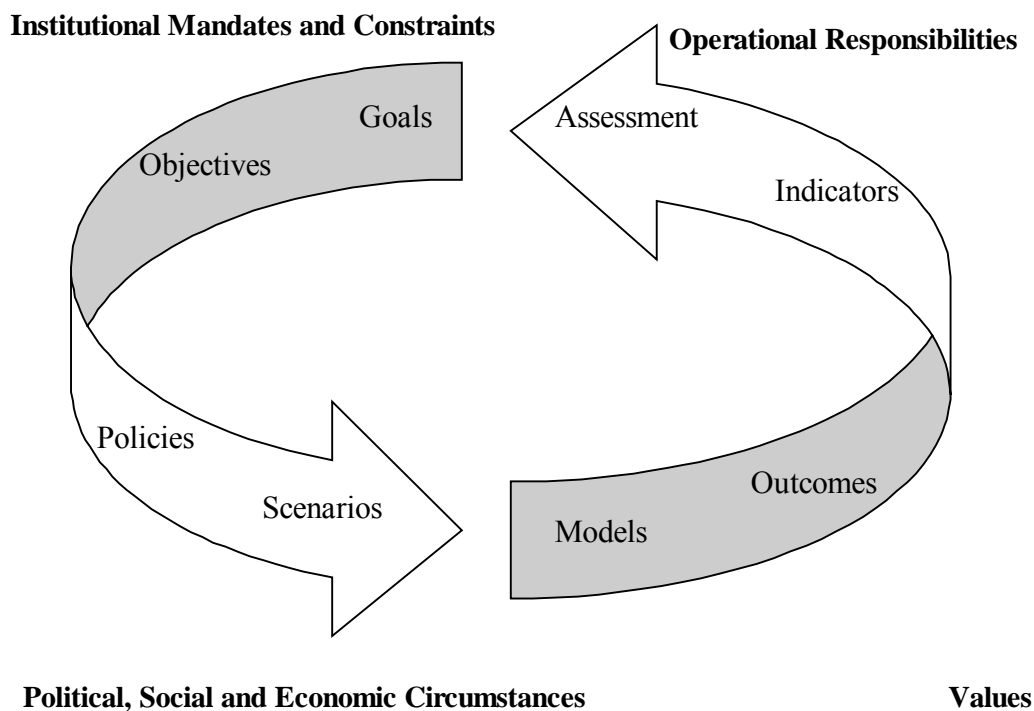 Institutional Mandates and Constraints
Operational Responsibilities
Goals
Assessment
Objectives
Indicators
Policies
Outcomes
Scenarios
Models
Political, Social and Economic Circumstances
Values